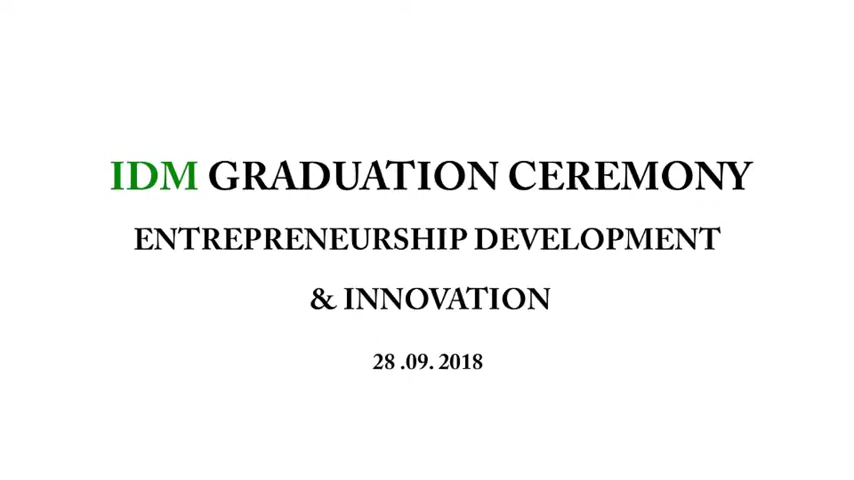 IDM GRADUATION CEREMONY
ENTREPRENEURSHIP DEVELOPMENT
& INNOVATION
28 .09. 2018